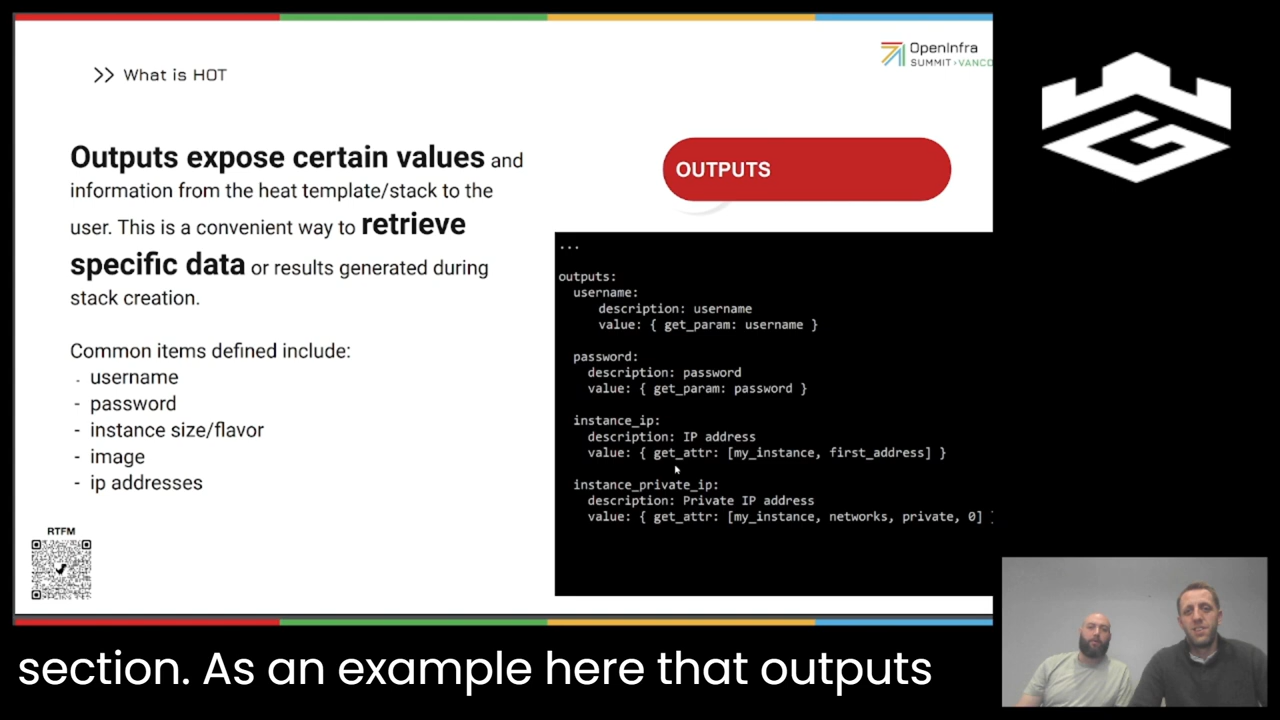 >> What is HOT
OpenInfra
SUMMIT>VANCO
Outputs expose certain values and
information from the heat template/stack to the
user. This is a convenient way to retrieve
specific data or results generated during
stack creation.
Common items defined include:
- username
- password
- instance size/flavor
- image
- ip addresses
RTFM
OUTPUTS
...
outputs:
username:
description: username
value: { get_param: username }
password:
description: password
value: { get_param: password }
instance_ip:
description: IP address
value: { get_attr: [my_instance, first_address] }
instance_private_ip:
description: Private IP address
value: { get_attr: [my_instance, networks, private, 0] }
section. As an example here that outputs